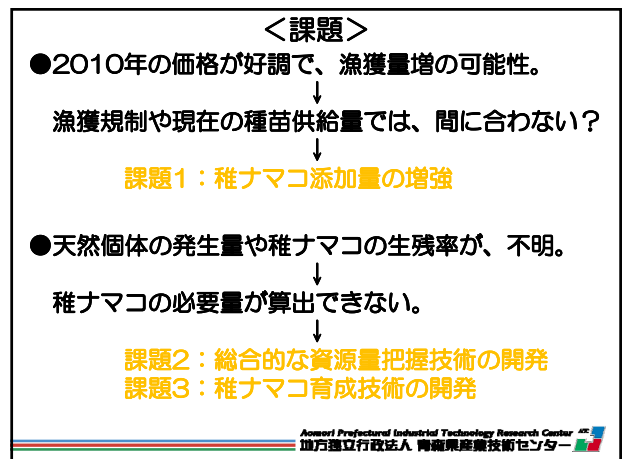 ＜課題＞
●2010年の価格が好調で、漁獲量増の可能性。
↓
漁獲規制や現在の種苗供給量では、間に合わない？
↓
課題1：稚ナマコ添加量の増強
●天然個体の発生量や稚ナマコの生残率が、不明。
↓
稚ナマコの必要量が算出できない。
↓
課題2：総合的な資源量把握技術の開発
課題3：稚ナマコ育成技術の開発
Aomori Prefectural Industrial Technology Research Center
地方独立行政法人 青森県産業技術センター